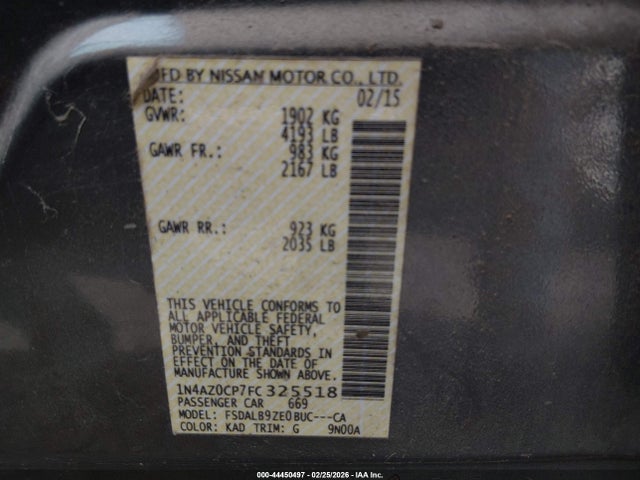 MFD BY NISSAN MOTOR CO., LTD.
DATE: 02/15
GVWR: 1902 KG
4193 LB
GAWR FR.: 983 KG
2167 LB
GAWR RR.: 923 KG
2035 LB
THIS VEHICLE CONFORMS TO
ALL APPLICABLE FEDERAL
MOTOR VEHICLE SAFETY,
BUMPER, AND THEFT
PREVENTION STANDARDS IN
EFFECT ON THE DATE OF
MANUFACTURE SHOWN ABOVE.
1N4AZ0CP7FC325518
PASSENGER CAR 669
MODEL: FSDALB9ZE0BUC---CA
COLOR: KAD TRIM: G 9N00A
000-44450497 - 02/25/2026 - IAA Inc.